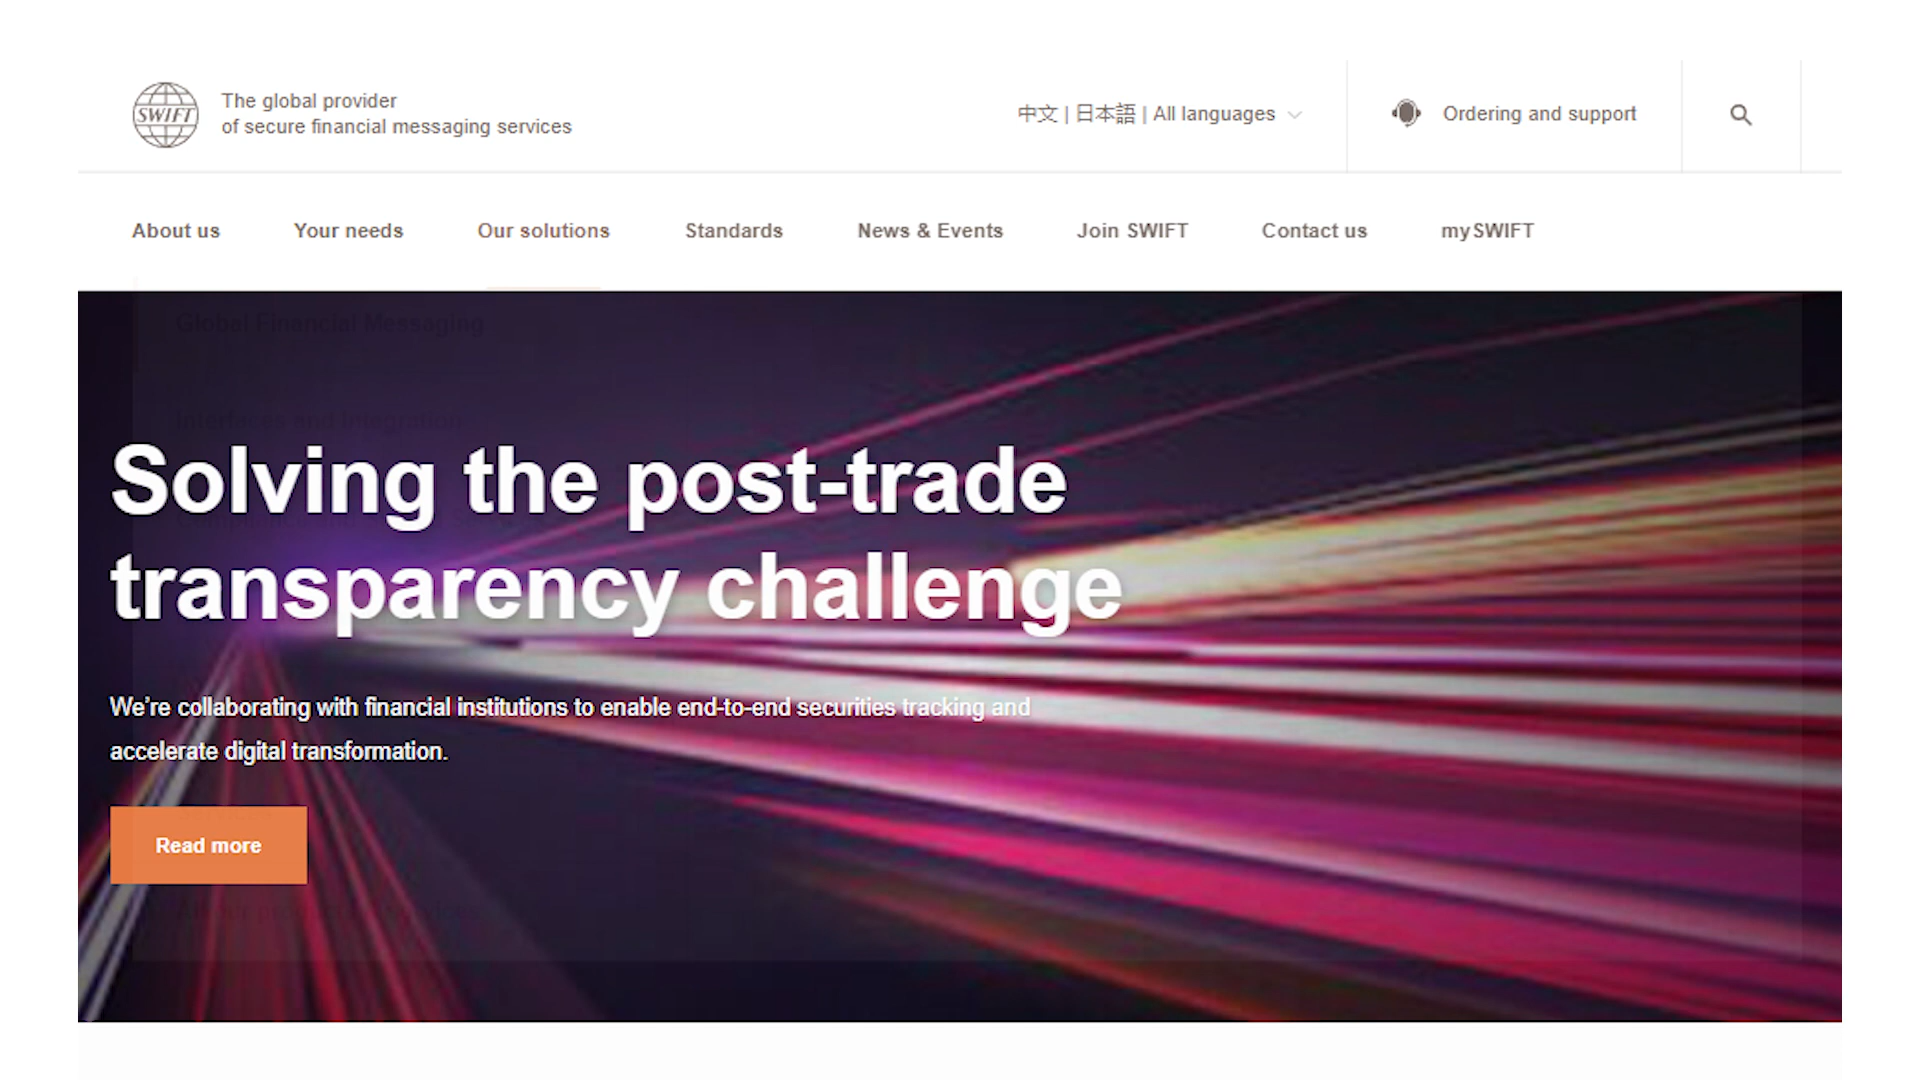 SWIFT
The global provider
of secure financial messaging services
中文 | 日本語 | All languages
Ordering and support
About us
Your needs
Our solutions
Standards
News & Events
Join SWIFT
Contact us
mySWIFT
Global Financial Messaging
Interfaces and Integration
Solving the post-trade
transparency challenge
We're collaborating with financial institutions to enable end-to-end securities tracking and
accelerate digital transformation.
Read more